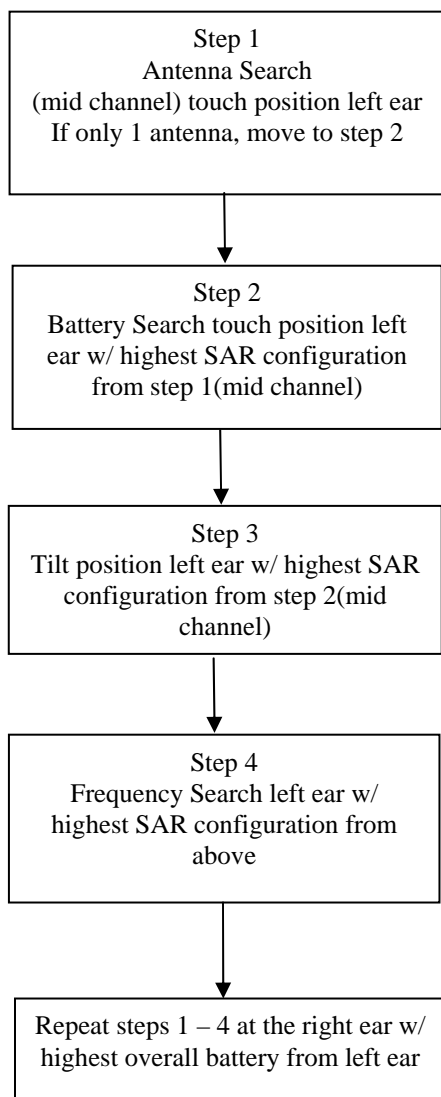 Step 1
Antenna Search
(mid channel) touch position left ear
If only 1 antenna, move to step 2
Step 2
Battery Search touch position left
ear w/ highest SAR configuration
from step 1(mid channel)
Step 3
Tilt position left ear w/ highest SAR
configuration from step 2(mid
channel)
Step 4
Frequency Search left ear w/
highest SAR configuration from
above
Repeat steps 1 – 4 at the right ear w/
highest overall battery from left ear